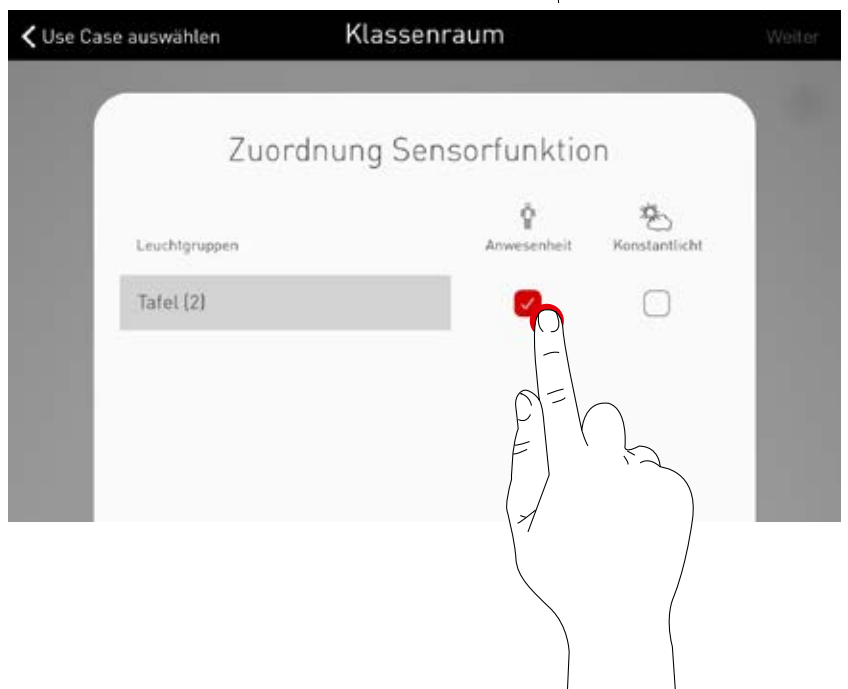 Use Case auswählen
Klassenraum
Weiter
Zuordnung Sensorfunktion
Leuchtgruppen
Anwesenheit
Konstantlicht
Tafel (2)